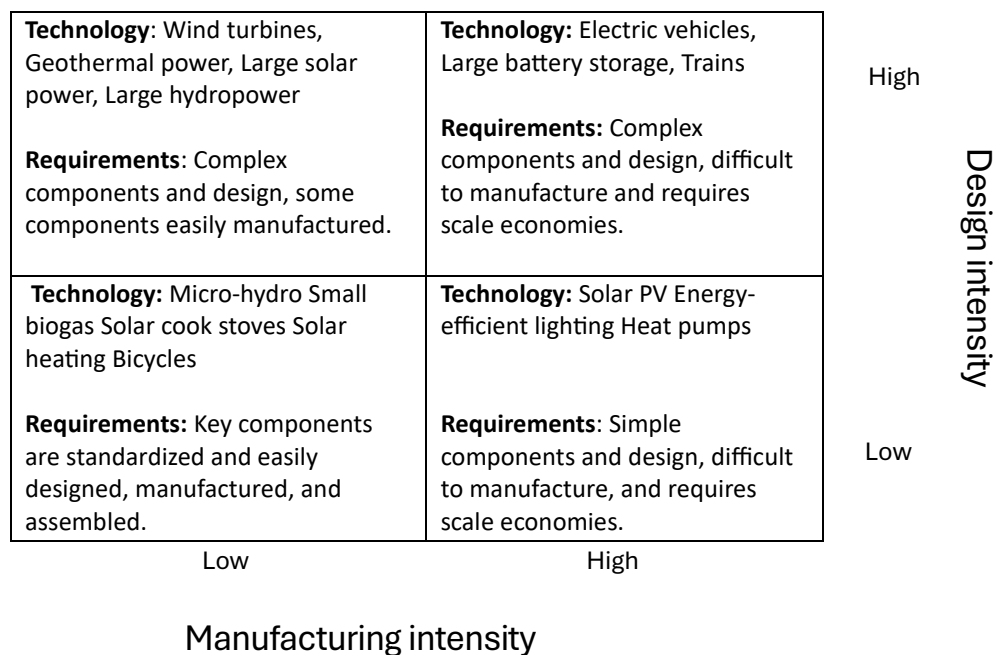 Technology: Wind turbines,
Geothermal power, Large solar
power, Large hydropower
Requirements: Complex
components and design, some
components easily manufactured.
Technology: Electric vehicles,
Large battery storage, Trains
Requirements: Complex
components and design, difficult
to manufacture and requires
scale economies.
High
Technology: Micro-hydro Small
biogas Solar cook stoves Solar
heating Bicycles
Requirements: Key components
are standardized and easily
designed, manufactured, and
assembled.
Technology: Solar PV Energy-
efficient lighting Heat pumps
Requirements: Simple
components and design, difficult
to manufacture, and requires
scale economies.
Low
Design intensity
Low
High
Manufacturing intensity